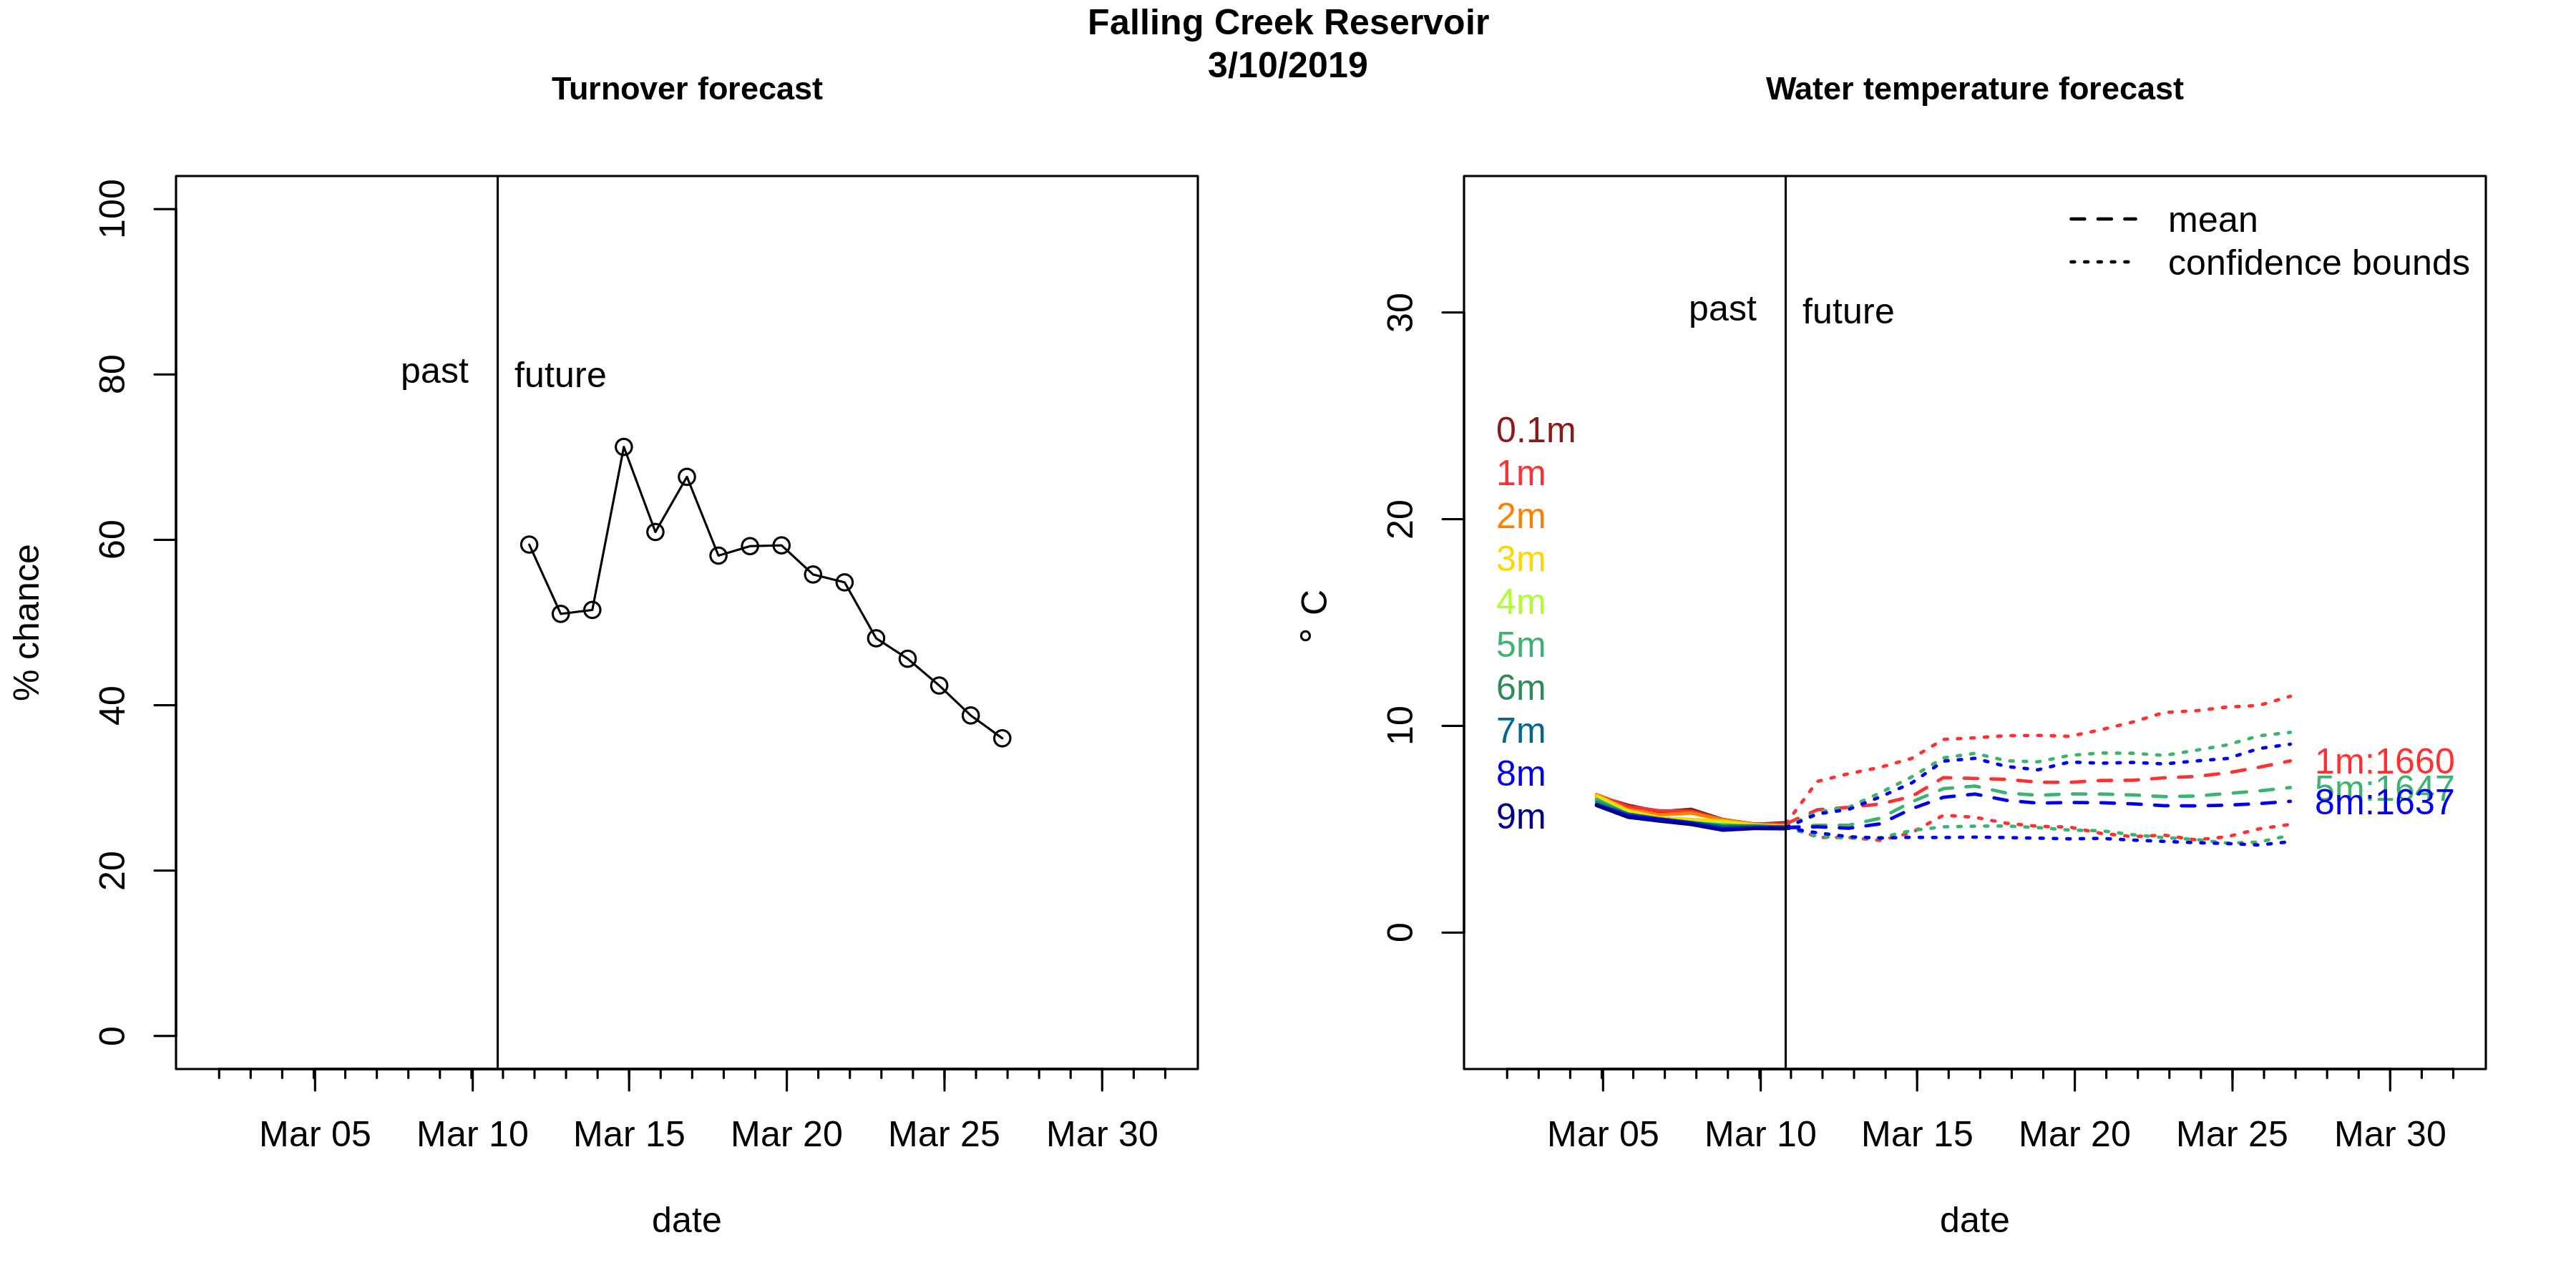 Falling Creek Reservoir
3/10/2019
Turnover forecast
% chance
100
80
60
40
20
0
past
future
Mar 05
Mar 10
Mar 15
Mar 20
Mar 25
Mar 30
date
Water temperature forecast
° C
30
20
10
0
past
future
mean
confidence bounds
0.1m
1m
2m
3m
4m
5m
6m
7m
8m
9m
1m:1660
5m:1647
8m:1637
Mar 05
Mar 10
Mar 15
Mar 20
Mar 25
Mar 30
date